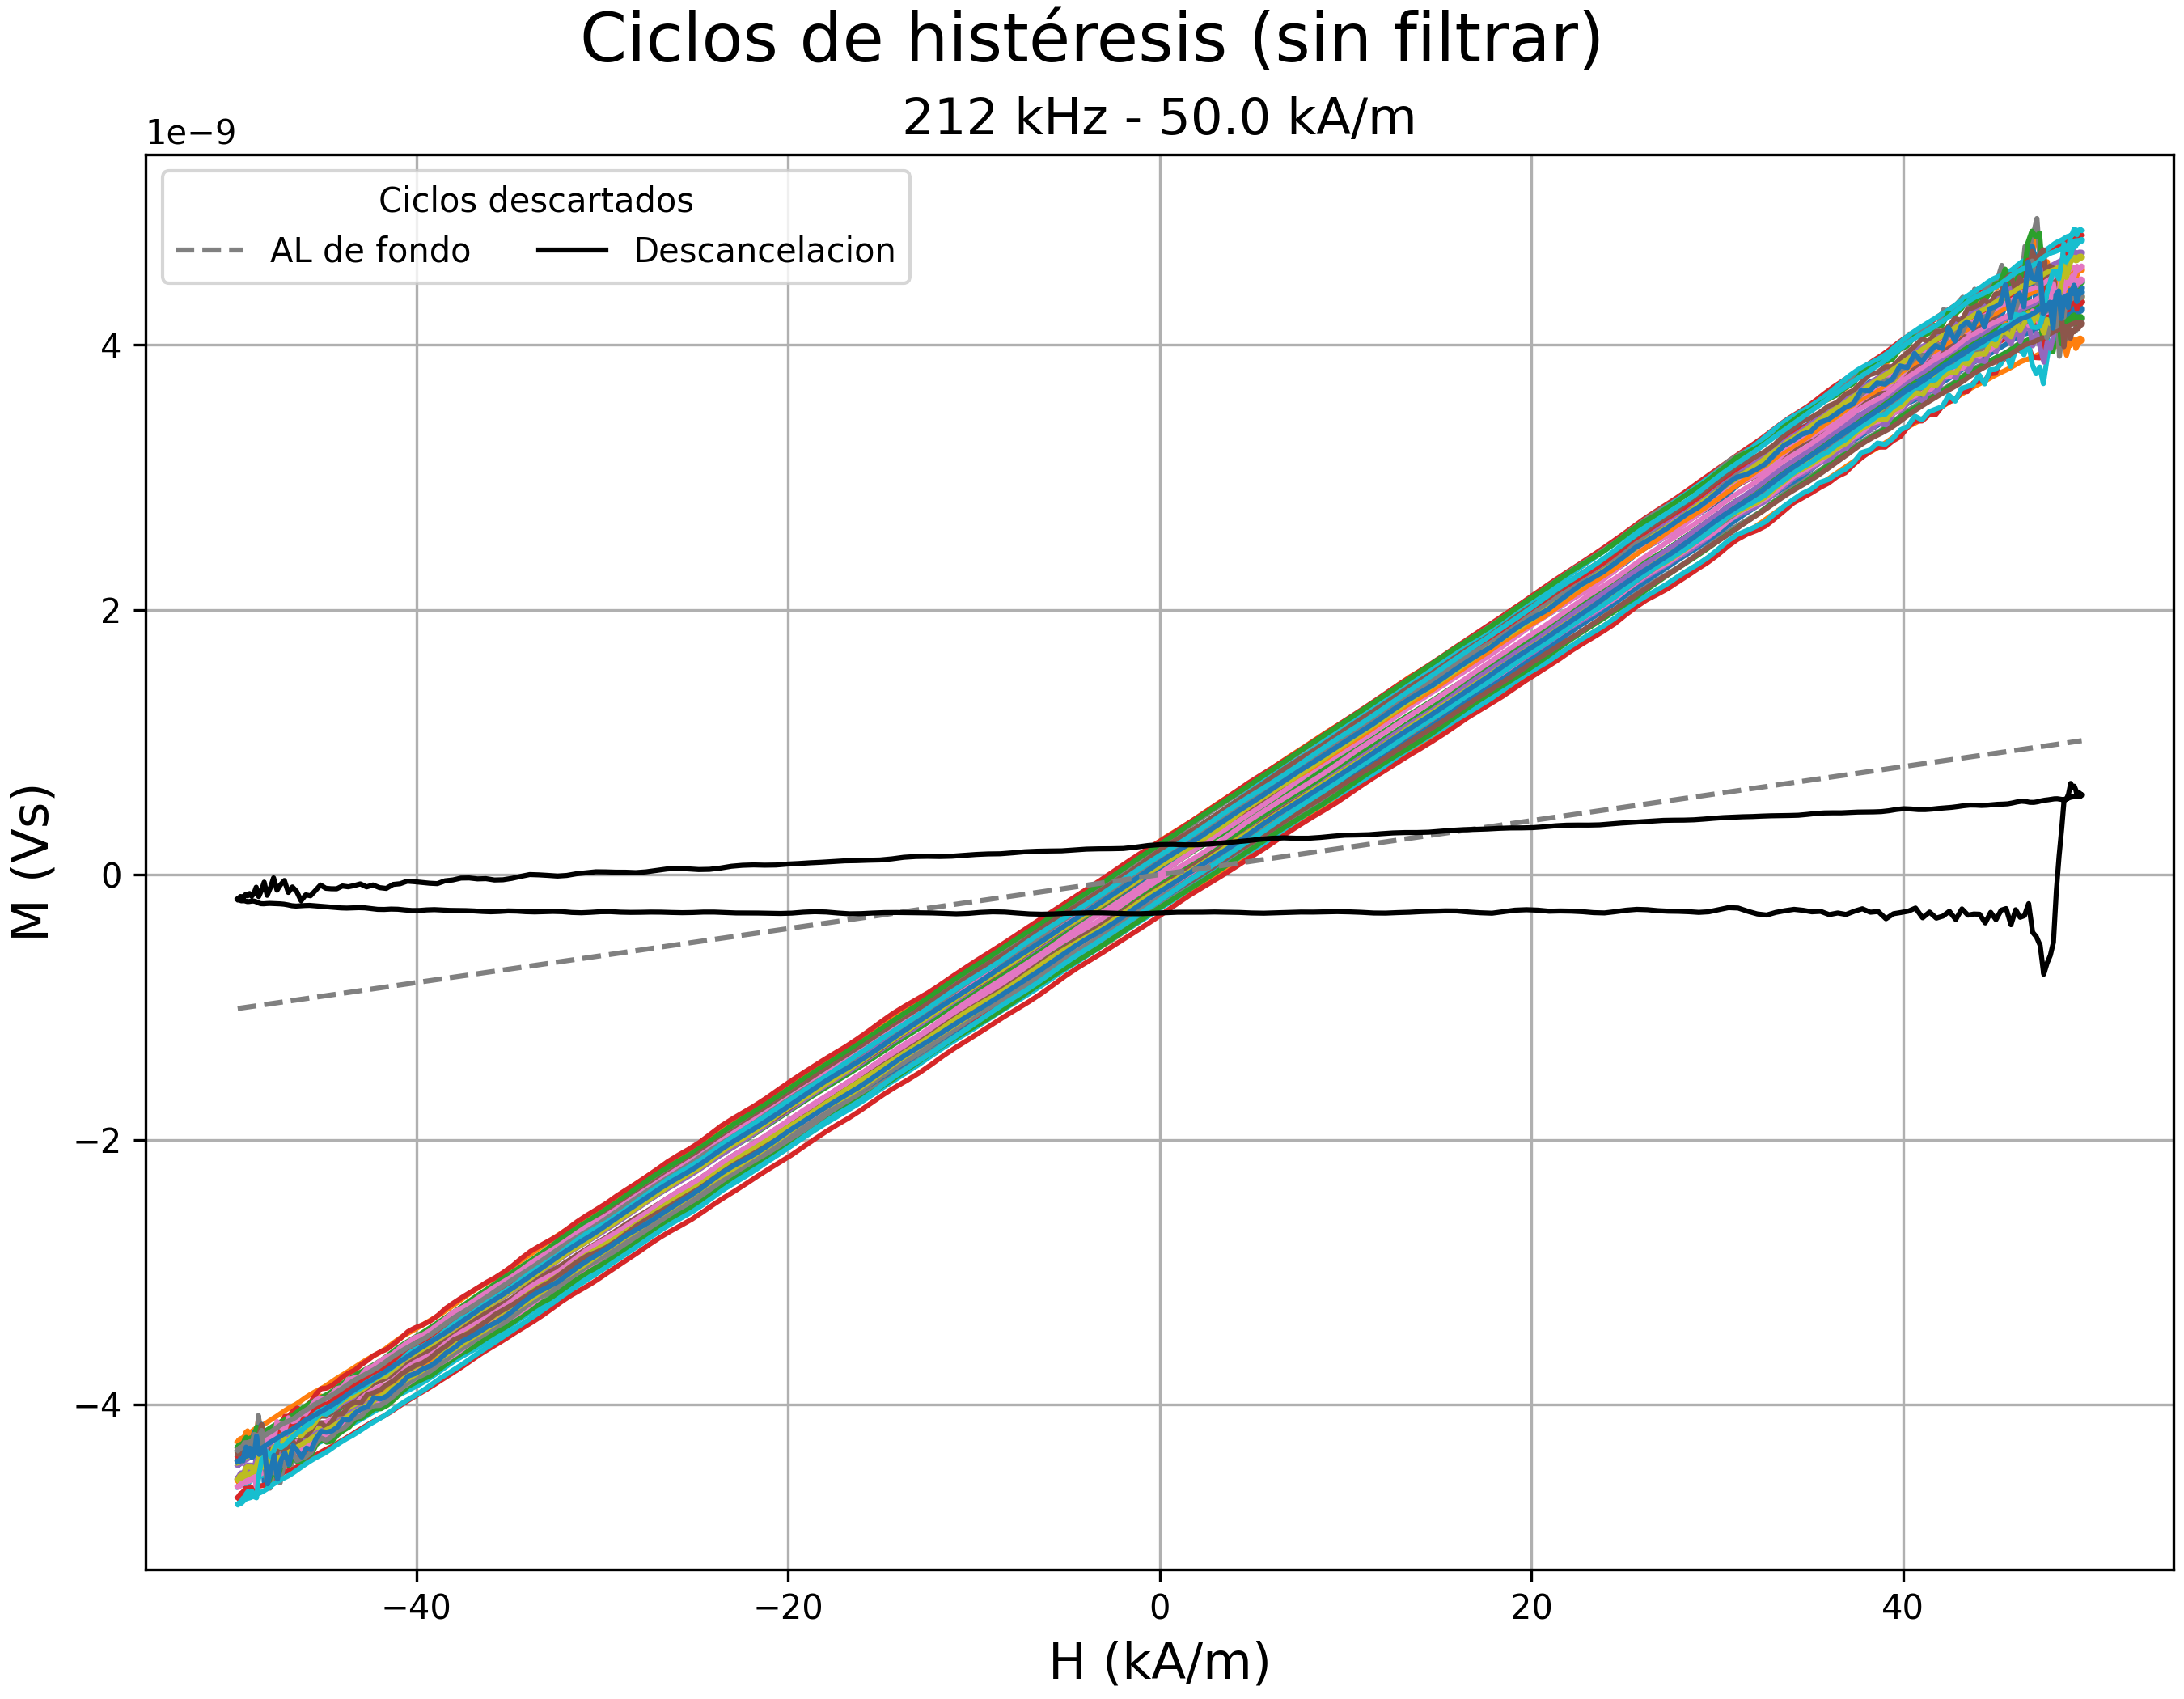 Ciclos de histéresis (sin filtrar)
212 kHz - 50.0 kA/m
1e−9
Ciclos descartados
AL de fondo
Descancelacion
4
2
0
−2
−4
M (Vs)
−40
−20
0
20
40
H (kA/m)